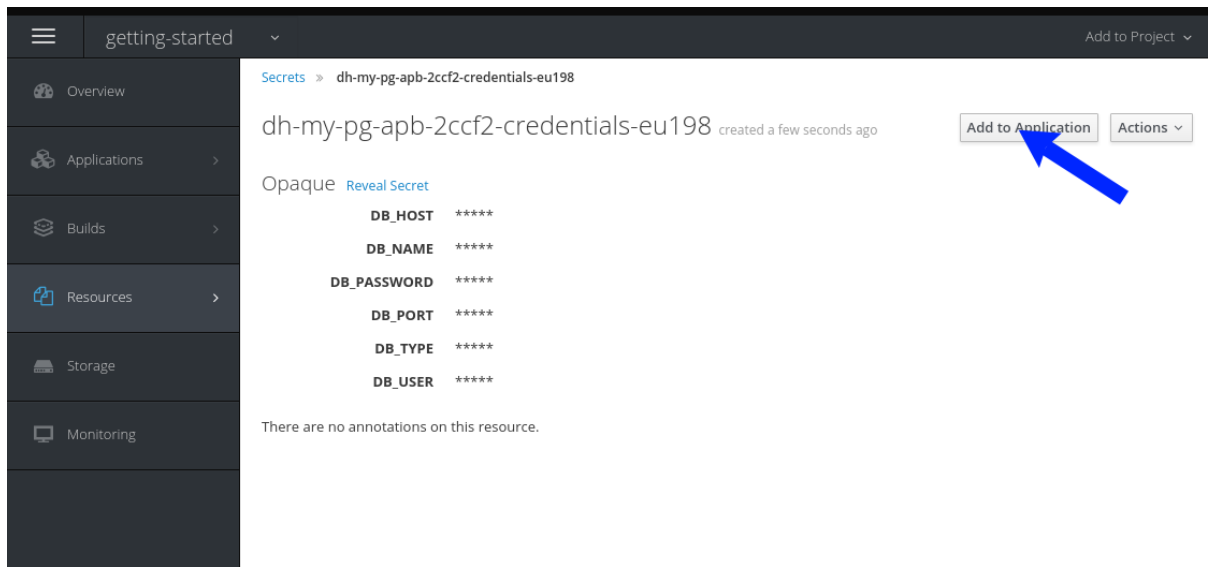 getting-started
Add to Project
Overview
Applications
Builds
Resources
Storage
Monitoring
Secrets » dh-my-pg-apb-2ccf2-credentials-eu198
dh-my-pg-apb-2ccf2-credentials-eu198 created a few seconds ago
Add to Application
Actions
Opaque Reveal Secret
DB_HOST *****
DB_NAME *****
DB_PASSWORD *****
DB_PORT *****
DB_TYPE *****
DB_USER *****
There are no annotations on this resource.